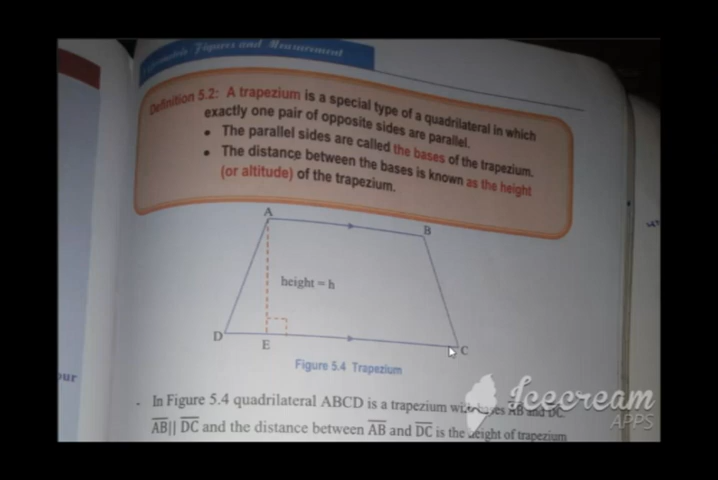 Geometric Figures and Measurement
Definition 5.2: A trapezium is a special type of a quadrilateral in which
exactly one pair of opposite sides are parallel.
• The parallel sides are called the bases of the trapezium.
• The distance between the bases is known as the height
(or altitude) of the trapezium.
A
B
height = h
D
E
C
Figure 5.4 Trapezium
In Figure 5.4 quadrilateral ABCD is a trapezium with bases AB and DC.
AB|| DC and the distance between AB and DC is the height of trapezium
our
Icecream
APPS